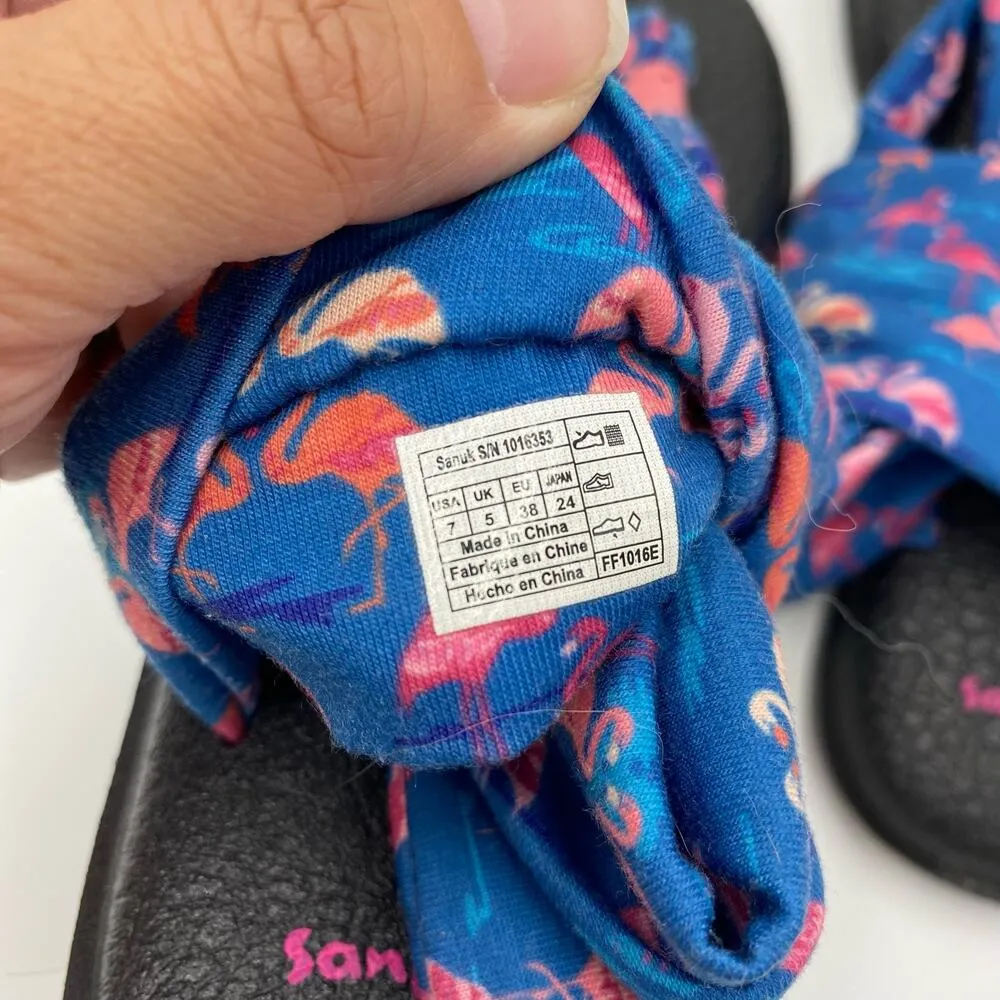 Sanuk S/N 1016353
USA UK EU JAPAN
7 5 38 24
Made in China
Fabrique en Chine
Hecho en China
FF1016E
San
Sa